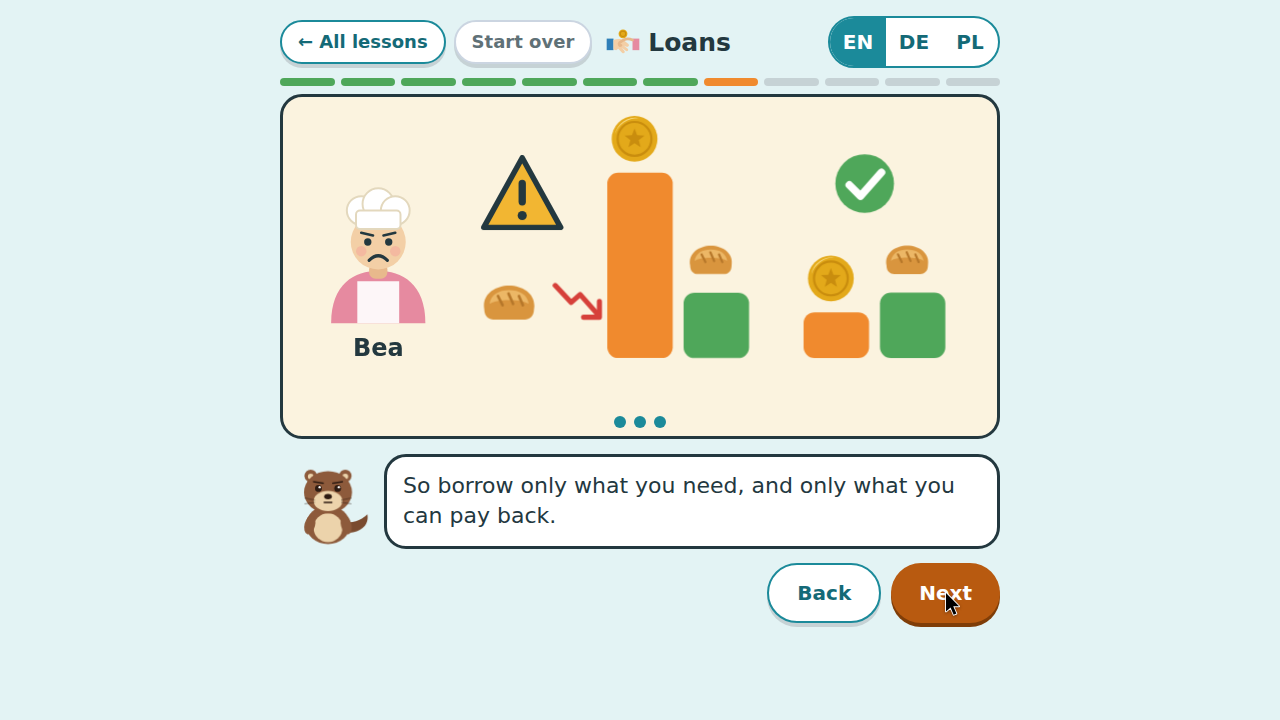 ← All lessons
Start over
Loans
EN DE PL
Bea
So borrow only what you need, and only what you
can pay back.
Back
Next